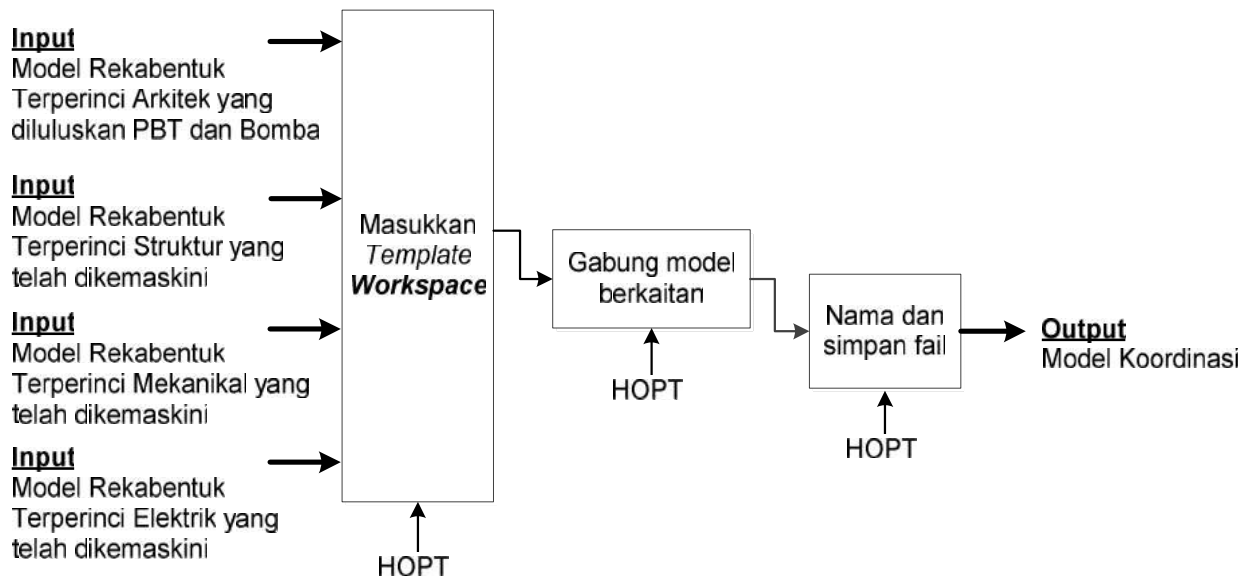 Input
Model Rekabentuk
Terperinci Arkitek yang
diluluskan PBT dan Bomba
Input
Model Rekabentuk
Terperinci Struktur yang
telah dikemaskini
Input
Model Rekabentuk
Terperinci Mekanikal yang
telah dikemaskini
Input
Model Rekabentuk
Terperinci Elektrik yang
telah dikemaskini
Masukkan
Template
Workspace
HOPT
Gabung model
berkaitan
HOPT
Nama dan
simpan fail
HOPT
Output
Model Koordinasi